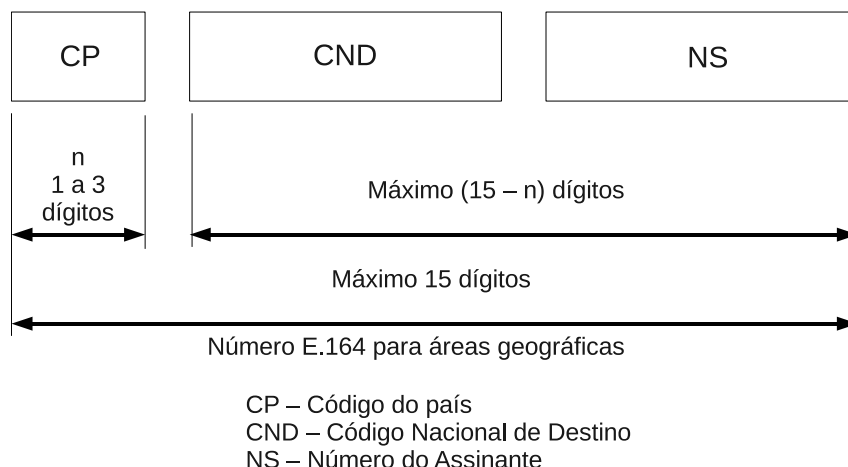 CP
CND
NS
n
1 a 3
dígitos
Máximo (15 – n) dígitos
Máximo 15 dígitos
Número E.164 para áreas geográficas
CP – Código do país
CND – Código Nacional de Destino
NS – Número do Assinante